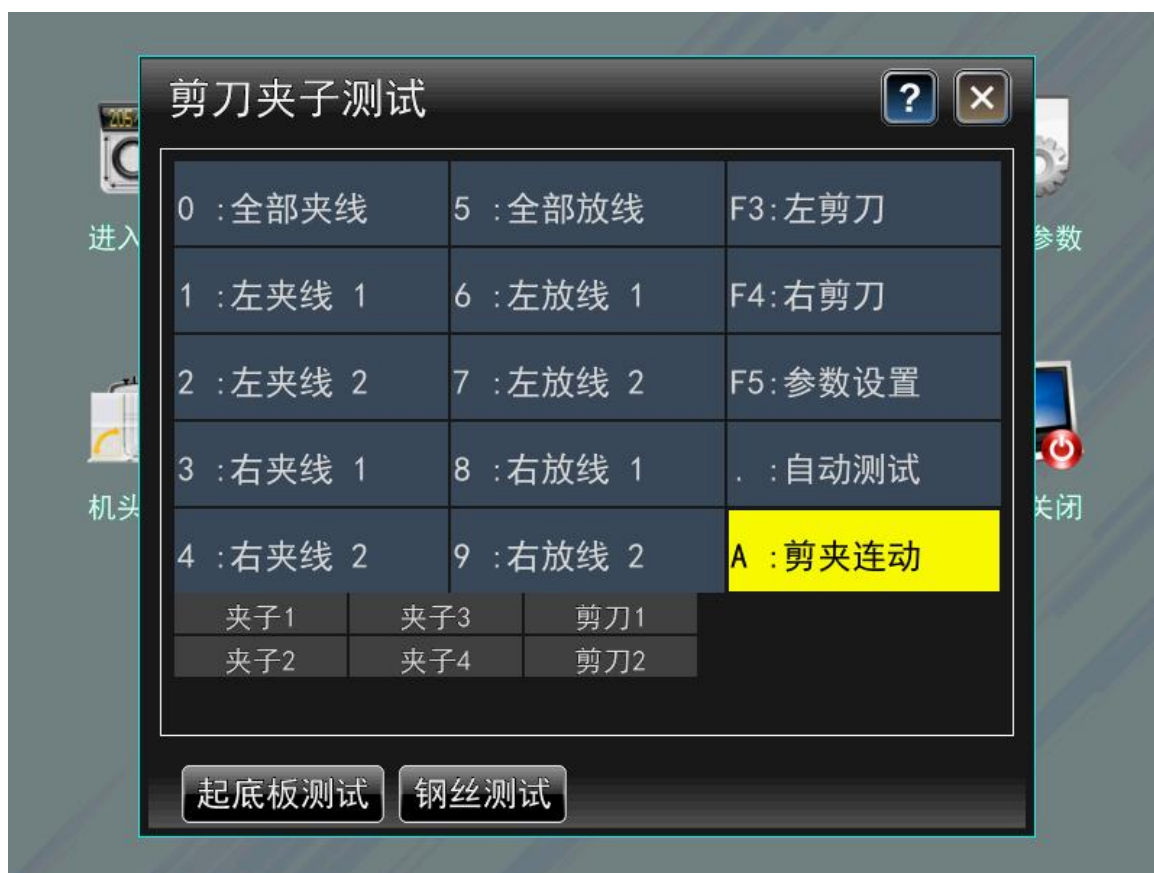 剪刀夹子测试 ?
205
进入
参数
0 :全部夹线 5 :全部放线 F3:左剪刀
1 :左夹线 1 6 :左放线 1 F4:右剪刀
2 :左夹线 2 7 :左放线 2 F5:参数设置
3 :右夹线 1 8 :右放线 1 . :自动测试
机头
关闭
4 :右夹线 2 9 :右放线 2 A :剪夹连动
夹子1 夹子3 剪刀1
夹子2 夹子4 剪刀2
起底板测试 钢丝测试